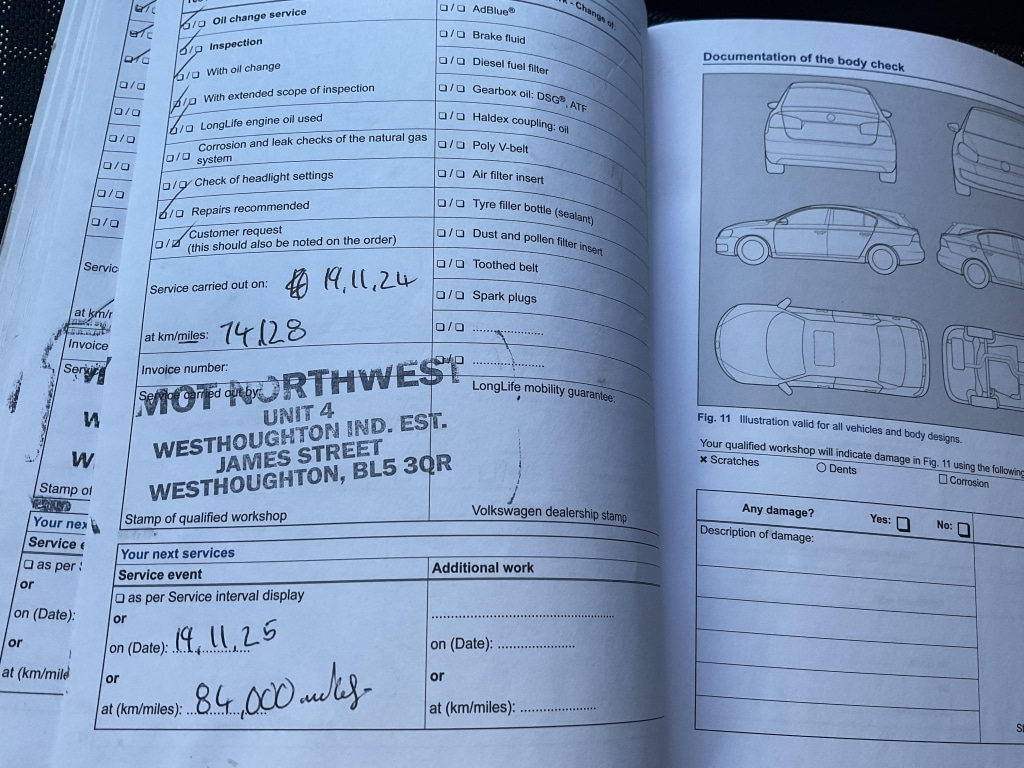 Oil change service
Inspection
With oil change
With extended scope of inspection
LongLife engine oil used
Corrosion and leak checks of the natural gas
system
Check of headlight settings
Repairs recommended
Customer request
(this should also be noted on the order)
Service carried out on: 19,11,24
at km/miles: 74128
Invoice number:
Service carried out by:
MOT NORTHWEST
UNIT 4
WESTHOUGHTON IND. EST.
JAMES STREET
WESTHOUGHTON, BL5 3QR
Stamp of qualified workshop
- Change of:
AdBlue®
Brake fluid
Diesel fuel filter
Gearbox oil: DSG®, ATF
Haldex coupling: oil
Poly V-belt
Air filter insert
Tyre filler bottle (sealant)
Dust and pollen filter insert
Toothed belt
Spark plugs
LongLife mobility guarantee:
Volkswagen dealership stamp
Your next services
Service event
as per Service interval display
or
on (Date): 19,11,25
or
at (km/miles): 84,000 miles
Additional work
on (Date):
or
at (km/miles):
Servic
at km/r
Invoice
Servi
W
Stamp of
Your nex
Service e
as per
or
on (Date):
or
at (km/mile
Documentation of the body check
Fig. 11 Illustration valid for all vehicles and body designs.
Your qualified workshop will indicate damage in Fig. 11 using the following
× Scratches
Dents
Corrosion
Any damage? Yes: No:
Description of damage:
St